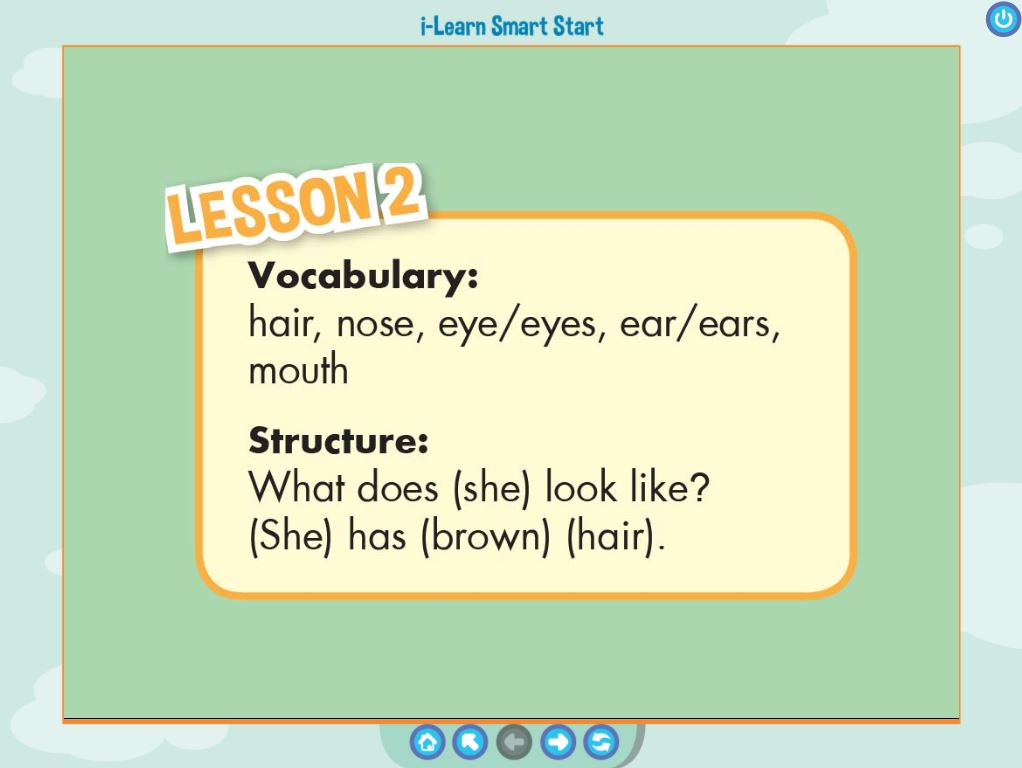 i-Learn Smart Start
LESSON 2
Vocabulary:
hair, nose, eye/eyes, ear/ears,
mouth
Structure:
What does (she) look like?
(She) has (brown) (hair).